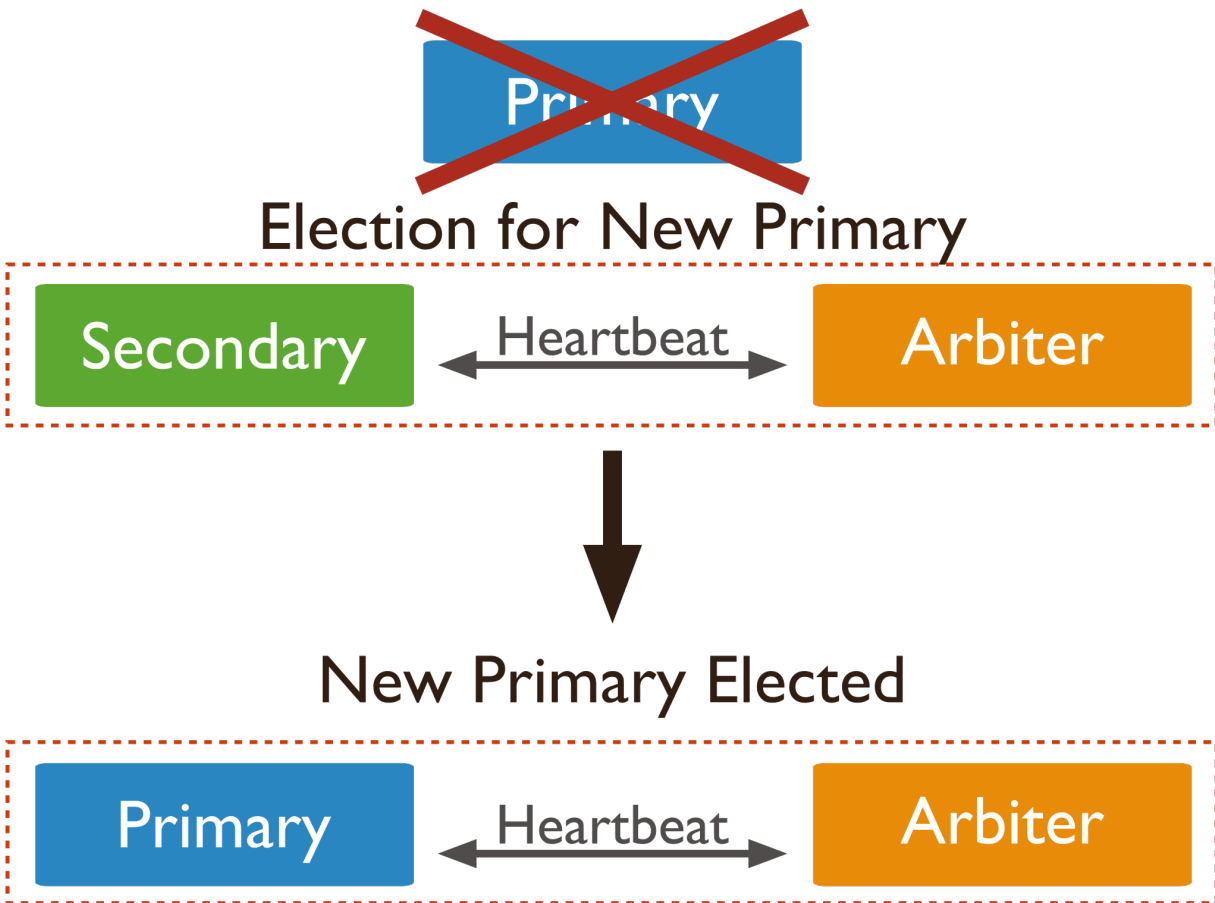 Primary
Election for New Primary
Secondary
Heartbeat
Arbiter
New Primary Elected
Primary
Heartbeat
Arbiter